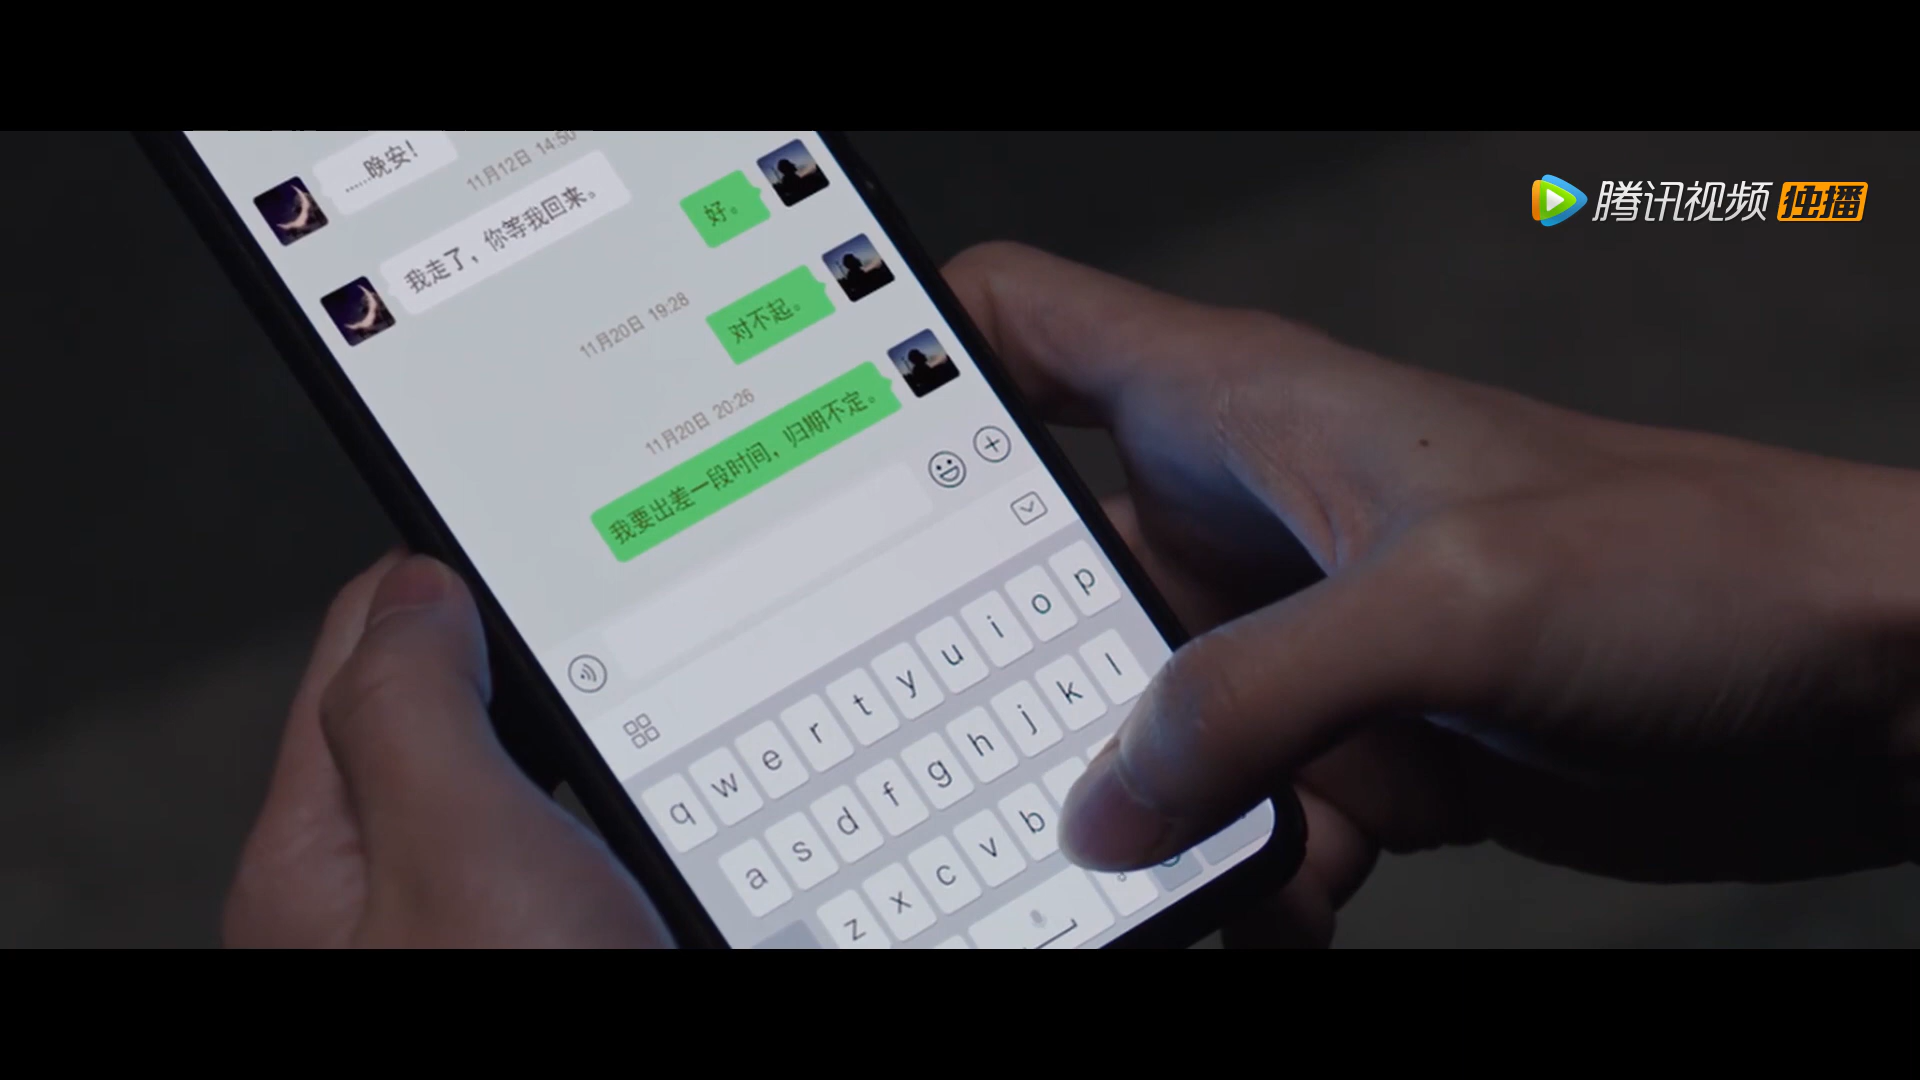 ……晚安！
11月12日 14:50
我走了，你等我回来。
好。
11月20日 19:28
对不起。
11月20日 20:26
我要出差一段时间，归期不定。
q w e r t y u i o p
a s d f g h j k l
z x c v b
腾讯视频 独播